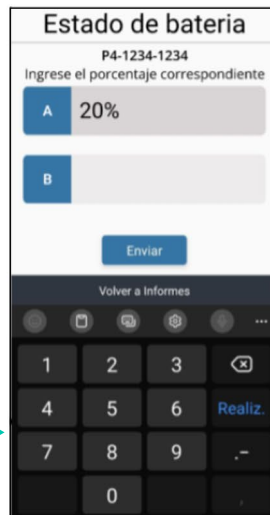 Estado de bateria
P4-1234-1234
Ingrese el porcentaje correspondiente
A 20%
B
Enviar
Volver a Informes
1 2 3
4 5 6 Realiz.
7 8 9 .-
0 ,